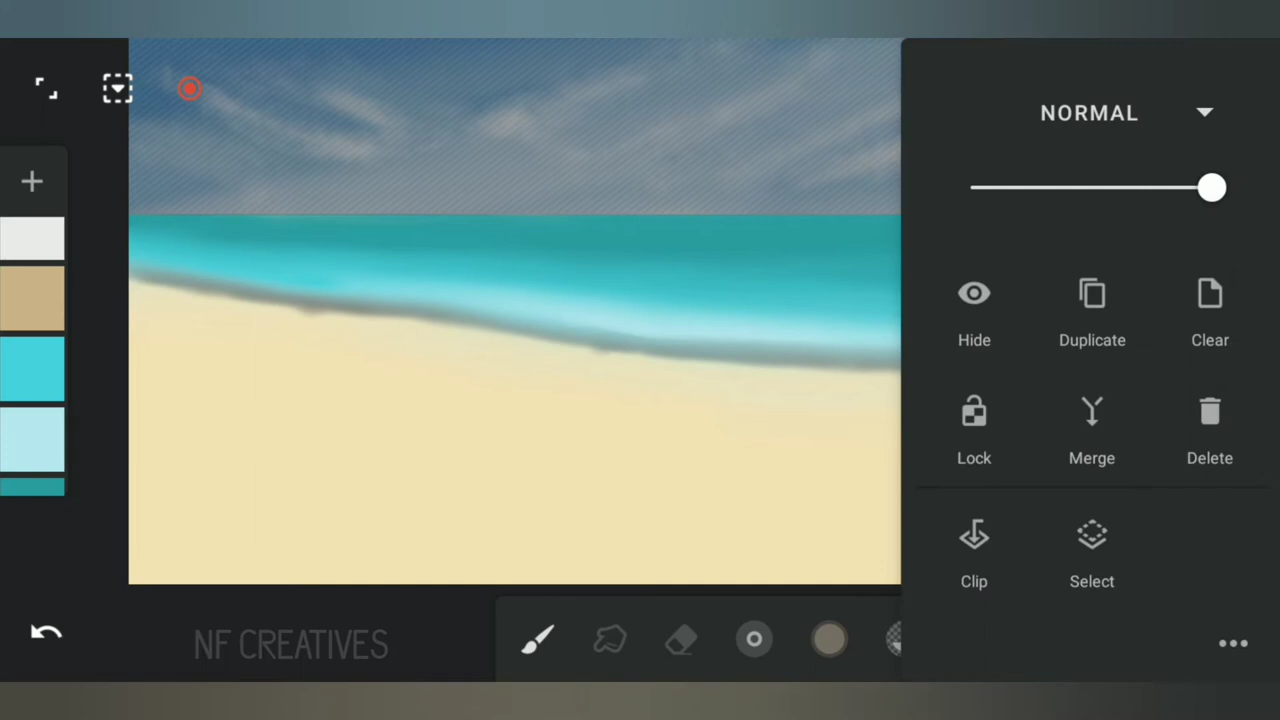 NORMAL
Hide
Duplicate
Clear
Lock
Merge
Delete
Clip
Select
NF CREATIVES